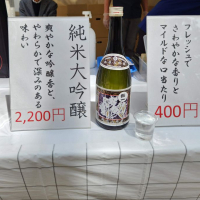 純米大吟醸
爽やかな吟醸香と、
やわらかで深みのある
味わい
2,200円
フレッシュで
さわやかな香りと
マイルドな口当たり
400円